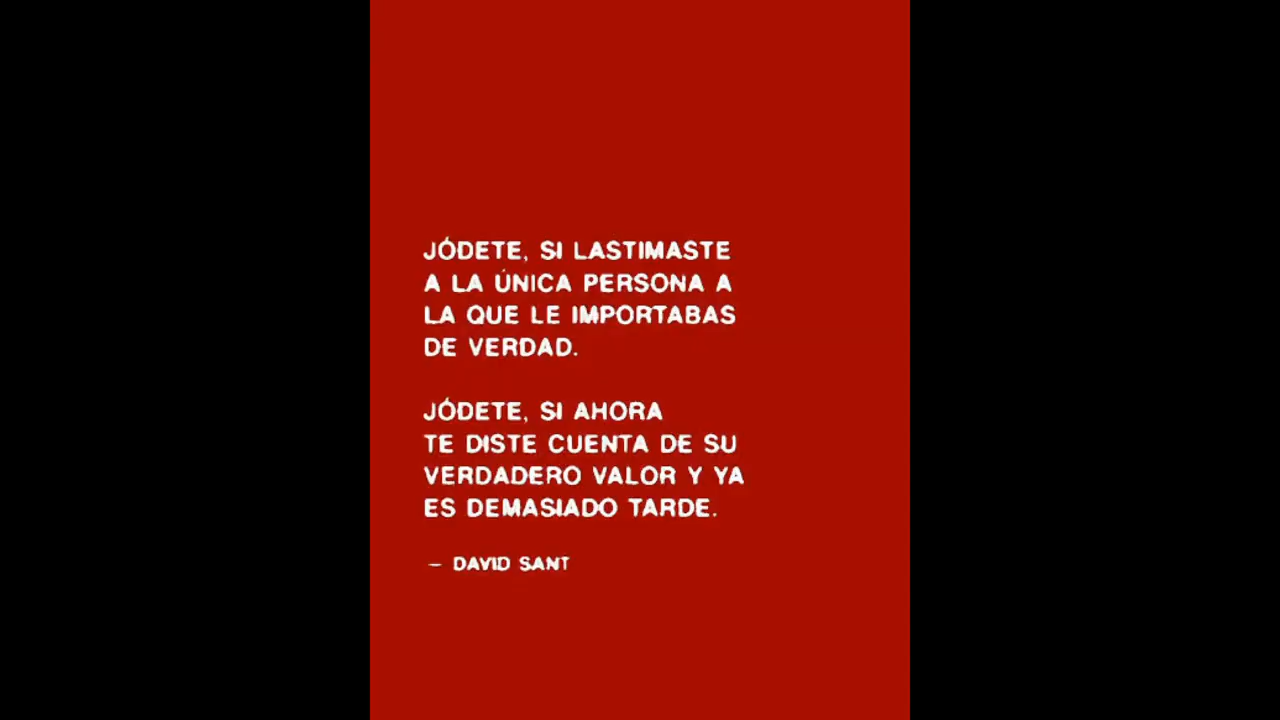 JÓDETE, SI LASTIMASTE
A LA ÚNICA PERSONA A
LA QUE LE IMPORTABAS
DE VERDAD.
JÓDETE, SI AHORA
TE DISTE CUENTA DE SU
VERDADERO VALOR Y YA
ES DEMASIADO TARDE.
– DAVID SANT